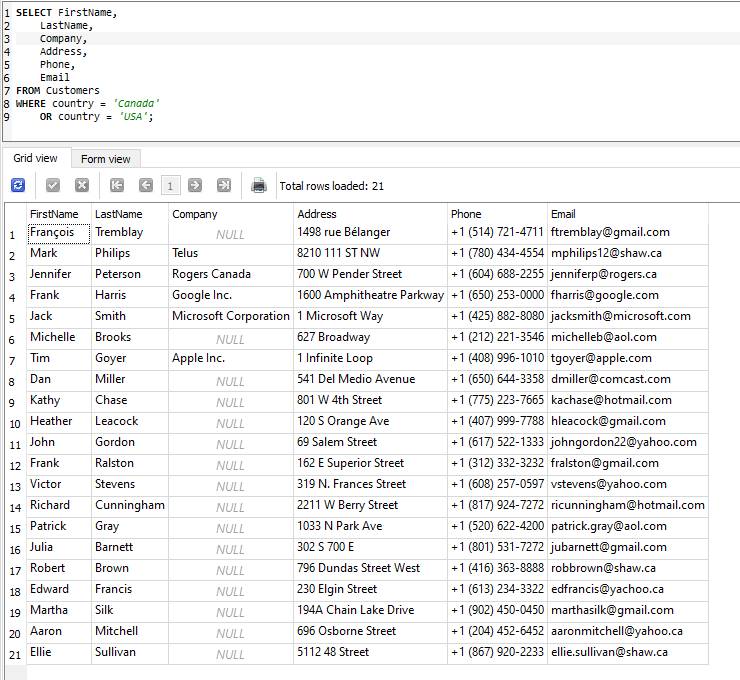 1 SELECT FirstName,
2 LastName,
3 Company,
4 Address,
5 Phone,
6 Email
7 FROM Customers
8 WHERE country = 'Canada'
9 OR country = 'USA';
Grid view Form view
1 Total rows loaded: 21
FirstName LastName Company Address Phone Email
1 François Tremblay NULL 1498 rue Bélanger +1 (514) 721-4711 ftremblay@gmail.com
2 Mark Philips Telus 8210 111 ST NW +1 (780) 434-4554 mphilips12@shaw.ca
3 Jennifer Peterson Rogers Canada 700 W Pender Street +1 (604) 688-2255 jenniferp@rogers.ca
4 Frank Harris Google Inc. 1600 Amphitheatre Parkway +1 (650) 253-0000 fharris@google.com
5 Jack Smith Microsoft Corporation 1 Microsoft Way +1 (425) 882-8080 jacksmith@microsoft.com
6 Michelle Brooks NULL 627 Broadway +1 (212) 221-3546 michelleb@aol.com
7 Tim Goyer Apple Inc. 1 Infinite Loop +1 (408) 996-1010 tgoyer@apple.com
8 Dan Miller NULL 541 Del Medio Avenue +1 (650) 644-3358 dmiller@comcast.com
9 Kathy Chase NULL 801 W 4th Street +1 (775) 223-7665 kachase@hotmail.com
10 Heather Leacock NULL 120 S Orange Ave +1 (407) 999-7788 hleacock@gmail.com
11 John Gordon NULL 69 Salem Street +1 (617) 522-1333 johngordon22@yahoo.com
12 Frank Ralston NULL 162 E Superior Street +1 (312) 332-3232 fralston@gmail.com
13 Victor Stevens NULL 319 N. Frances Street +1 (608) 257-0597 vstevens@yahoo.com
14 Richard Cunningham NULL 2211 W Berry Street +1 (817) 924-7272 ricunningham@hotmail.com
15 Patrick Gray NULL 1033 N Park Ave +1 (520) 622-4200 patrick.gray@aol.com
16 Julia Barnett NULL 302 S 700 E +1 (801) 531-7272 jubarnett@gmail.com
17 Robert Brown NULL 796 Dundas Street West +1 (416) 363-8888 robbrown@shaw.ca
18 Edward Francis NULL 230 Elgin Street +1 (613) 234-3322 edfrancis@yachoo.ca
19 Martha Silk NULL 194A Chain Lake Drive +1 (902) 450-0450 marthasilk@gmail.com
20 Aaron Mitchell NULL 696 Osborne Street +1 (204) 452-6452 aaronmitchell@yahoo.ca
21 Ellie Sullivan NULL 5112 48 Street +1 (867) 920-2233 ellie.sullivan@shaw.ca